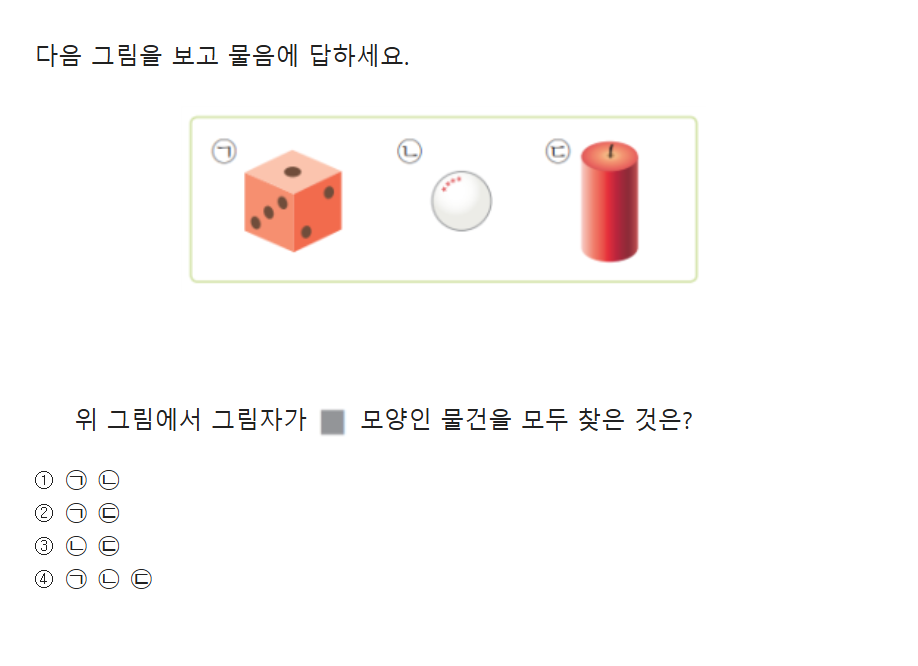 다음 그림을 보고 물음에 답하세요.
㉠ ㉡ ㉢
위 그림에서 그림자가 모양인 물건을 모두 찾은 것은?
① ㉠ ㉡
② ㉠ ㉢
③ ㉡ ㉢
④ ㉠ ㉡ ㉢